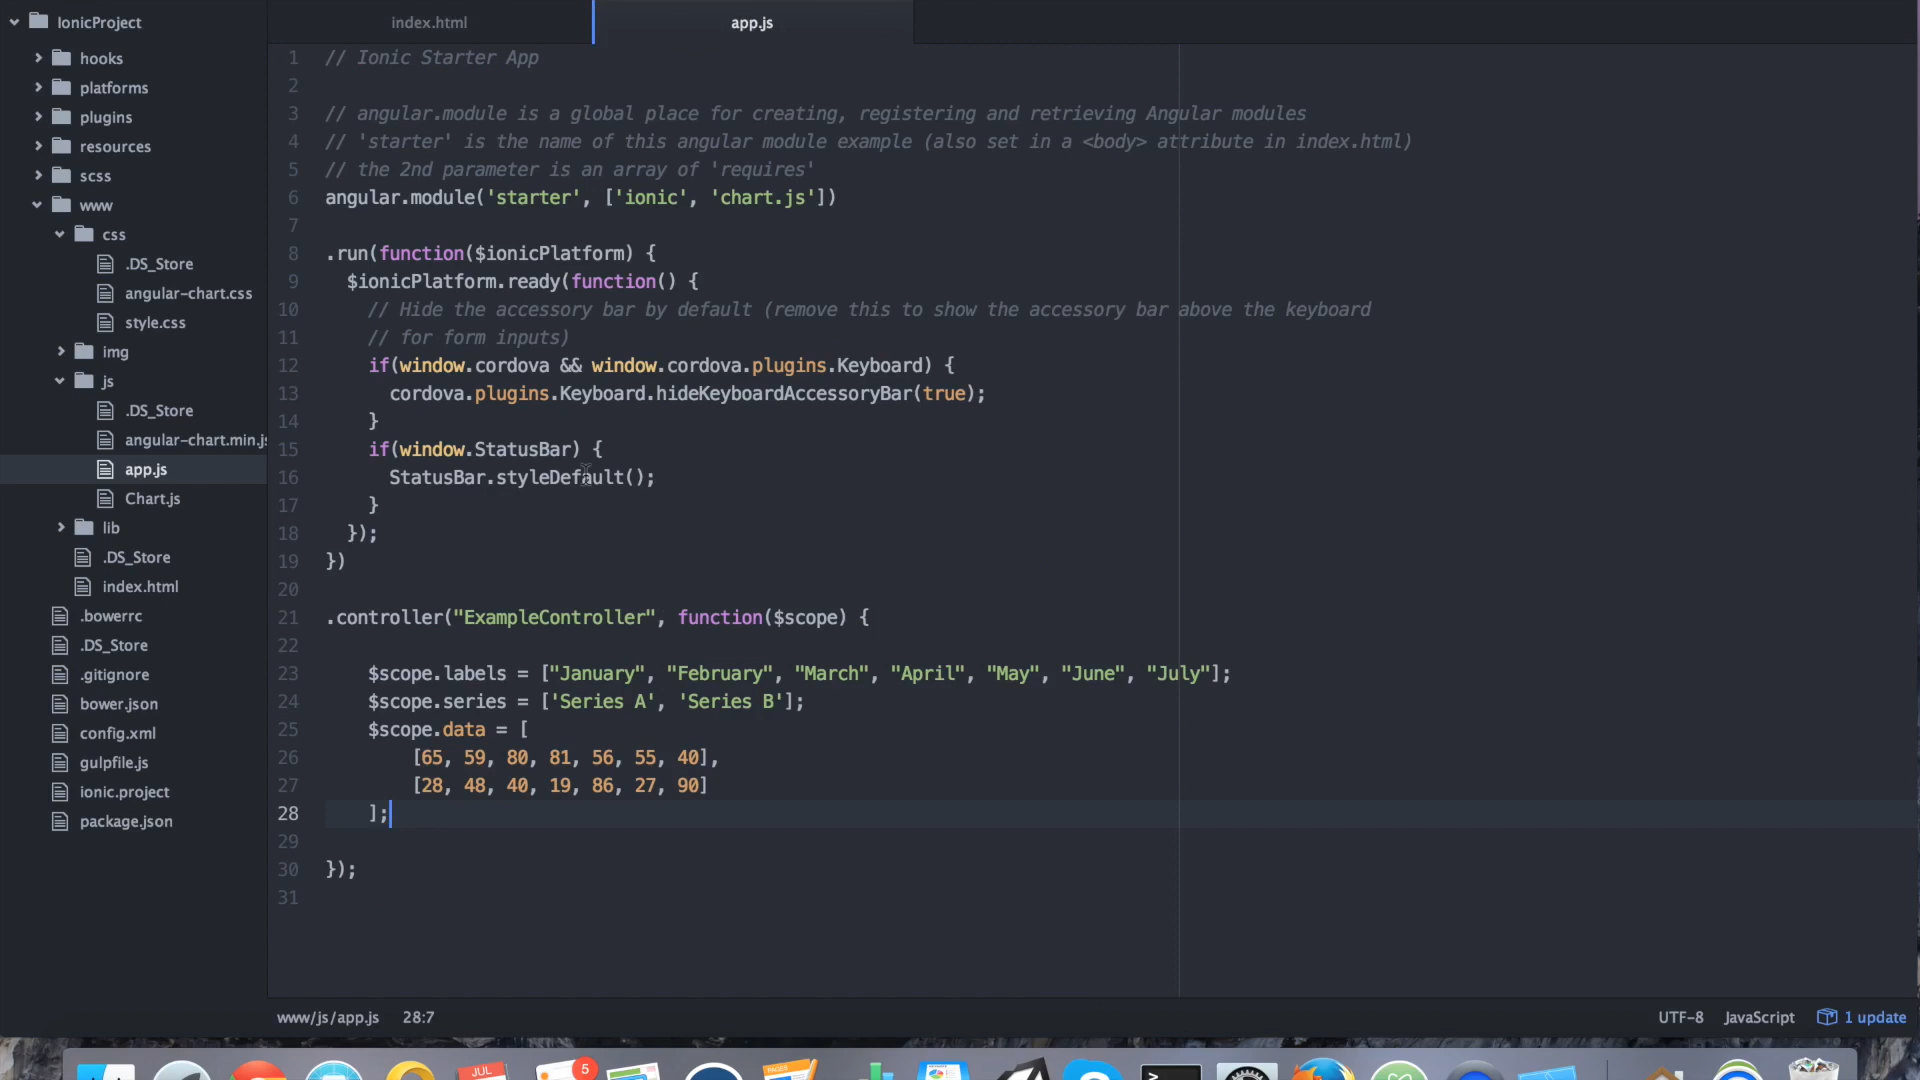 IonicProject
hooks
platforms
plugins
resources
scss
www
css
.DS_Store
angular-chart.css
style.css
img
js
.DS_Store
angular-chart.min.js
app.js
Chart.js
lib
.DS_Store
index.html
.bowerrc
.DS_Store
.gitignore
bower.json
config.xml
gulpfile.js
ionic.project
package.json
index.html
app.js
1 // Ionic Starter App
2
3 // angular.module is a global place for creating, registering and retrieving Angular modules
4 // 'starter' is the name of this angular module example (also set in a <body> attribute in index.html)
5 // the 2nd parameter is an array of 'requires'
6 angular.module('starter', ['ionic', 'chart.js'])
7
8 .run(function($ionicPlatform) {
9   $ionicPlatform.ready(function() {
10     // Hide the accessory bar by default (remove this to show the accessory bar above the keyboard
11     // for form inputs)
12     if(window.cordova && window.cordova.plugins.Keyboard) {
13       cordova.plugins.Keyboard.hideKeyboardAccessoryBar(true);
14     }
15     if(window.StatusBar) {
16       StatusBar.styleDefault();
17     }
18   });
19 })
20
21 .controller("ExampleController", function($scope) {
22
23     $scope.labels = ["January", "February", "March", "April", "May", "June", "July"];
24     $scope.series = ['Series A', 'Series B'];
25     $scope.data = [
26         [65, 59, 80, 81, 56, 55, 40],
27         [28, 48, 40, 19, 86, 27, 90]
28     ];
29
30 });
31
www/js/app.js 28:7
UTF-8 JavaScript 1 update
JUL
5
PAGES